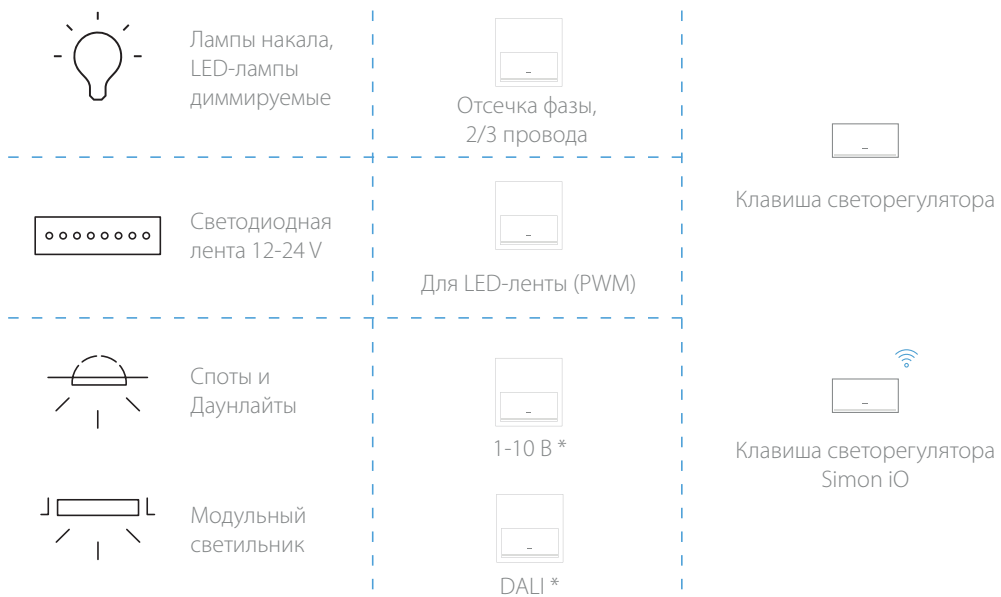 Лампы накала,
LED-лампы
диммируемые
Отсечка фазы,
2/3 провода
Клавиша светорегулятора
Светодиодная
лента 12-24 V
Для LED-ленты (PWM)
Споты и
Даунлайты
1-10 В *
Клавиша светорегулятора
Simon iO
Модульный
светильник
DALI *